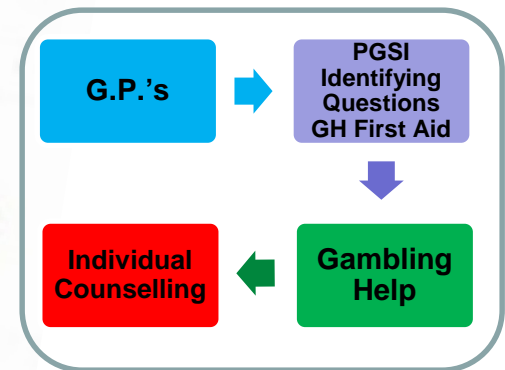 G.P.'s
PGSI
Identifying
Questions
GH First Aid
Individual
Counselling
Gambling
Help